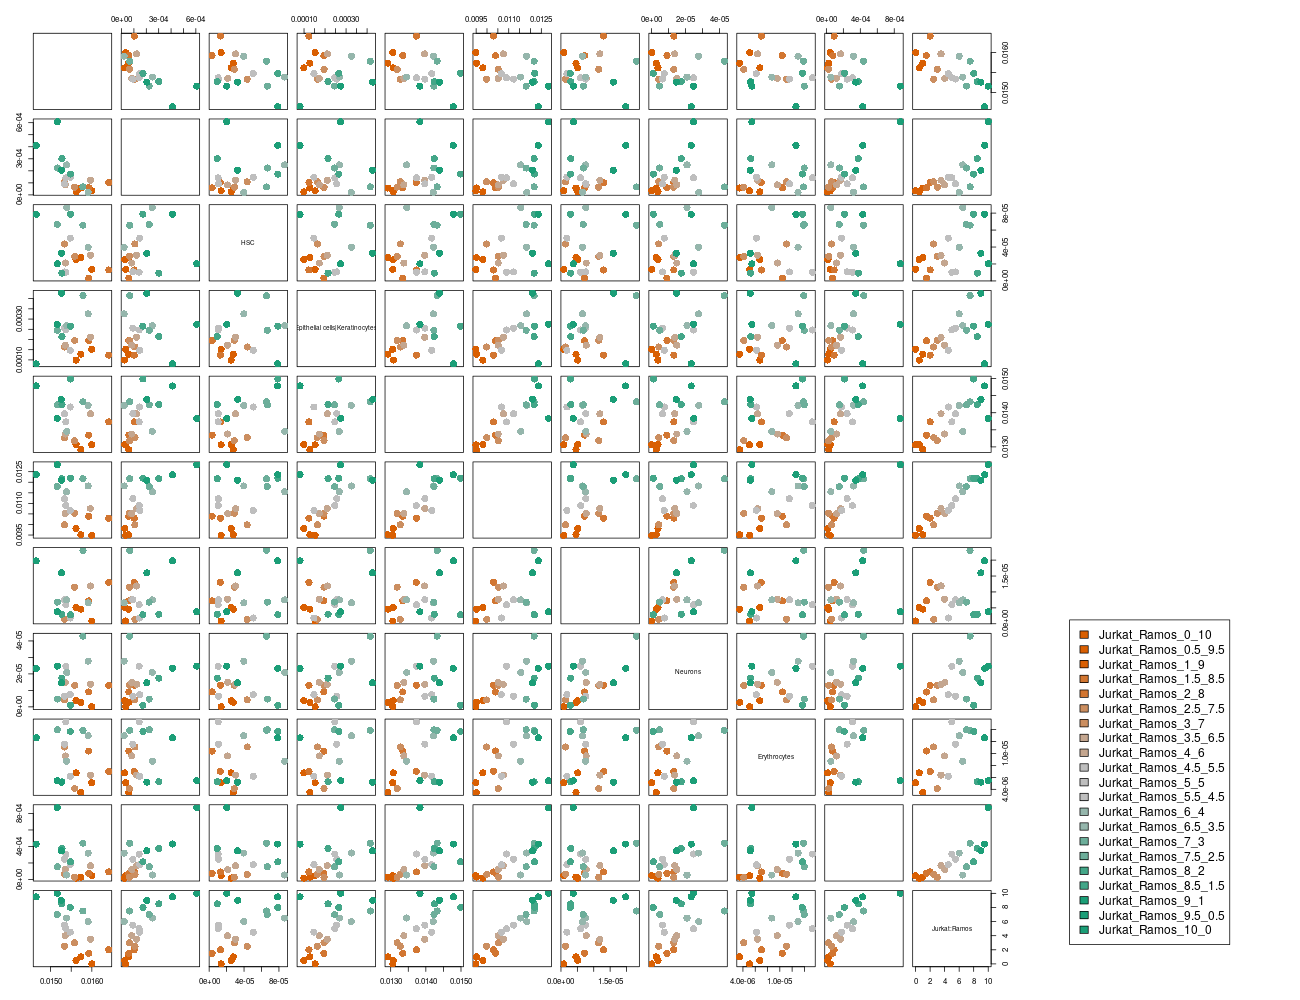 0e+00 3e-04 6e-04 0.00010 0.00030 0.0095 0.0110 0.0125 0e+00 2e-05 4e-05 0e+00 4e-04 8e-04
0.0150 0.0160
0e+00 3e-04 6e-04
HSC
0e+00 4e-05 8e-05
0.00010 0.00030
Epithelial cells|Keratinocytes
0.0130 0.0140 0.0150
0.0095 0.0110 0.0125
0.0e+00 1.5e-05
0e+00 2e-05 4e-05
Neurons
Erythrocytes
4.0e-06 1.0e-05
0e+00 4e-04 8e-04
Jurkat::Ramos
0 2 4 6 8 10
0.0150 0.0160 0e+00 4e-05 8e-05 0.0130 0.0140 0.0150 0.0e+00 1.5e-05 4.0e-06 1.0e-05 0 2 4 6 8 10
Jurkat_Ramos_0_10
Jurkat_Ramos_0.5_9.5
Jurkat_Ramos_1_9
Jurkat_Ramos_1.5_8.5
Jurkat_Ramos_2_8
Jurkat_Ramos_2.5_7.5
Jurkat_Ramos_3_7
Jurkat_Ramos_3.5_6.5
Jurkat_Ramos_4_6
Jurkat_Ramos_4.5_5.5
Jurkat_Ramos_5_5
Jurkat_Ramos_5.5_4.5
Jurkat_Ramos_6_4
Jurkat_Ramos_6.5_3.5
Jurkat_Ramos_7_3
Jurkat_Ramos_7.5_2.5
Jurkat_Ramos_8_2
Jurkat_Ramos_8.5_1.5
Jurkat_Ramos_9_1
Jurkat_Ramos_9.5_0.5
Jurkat_Ramos_10_0